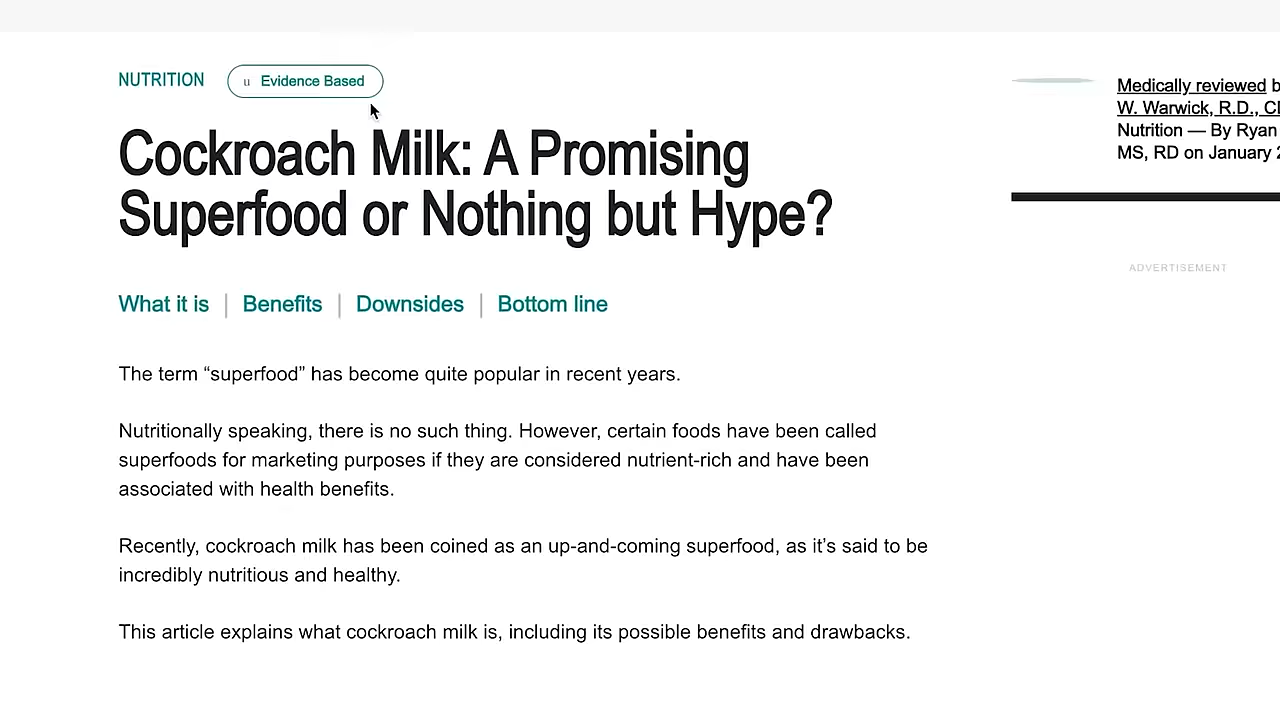 NUTRITION
u Evidence Based
Cockroach Milk: A Promising
Superfood or Nothing but Hype?
What it is | Benefits | Downsides | Bottom line
The term “superfood” has become quite popular in recent years.
Nutritionally speaking, there is no such thing. However, certain foods have been called
superfoods for marketing purposes if they are considered nutrient-rich and have been
associated with health benefits.
Recently, cockroach milk has been coined as an up-and-coming superfood, as it’s said to be
incredibly nutritious and healthy.
This article explains what cockroach milk is, including its possible benefits and drawbacks.
Medically reviewed b
W. Warwick, R.D., Cl
Nutrition — By Ryan
MS, RD on January 2
ADVERTISEMENT